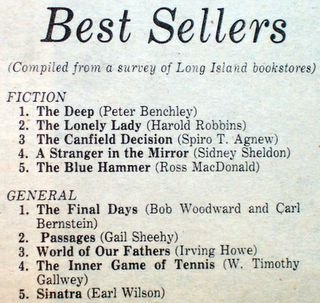 Best Sellers
(Compiled from a survey of Long Island bookstores)
FICTION
1. The Deep (Peter Benchley)
2. The Lonely Lady (Harold Robbins)
3 The Canfield Decision (Spiro T. Agnew)
4. A Stranger in the Mirror (Sidney Sheldon)
5. The Blue Hammer (Ross MacDonald)
GENERAL
1. The Final Days (Bob Woodward and Carl
Bernstein)
2. Passages (Gail Sheehy)
3. World of Our Fathers (Irving Howe)
4. The Inner Game of Tennis (W. Timothy
Gallwey)
5. Sinatra (Earl Wilson)